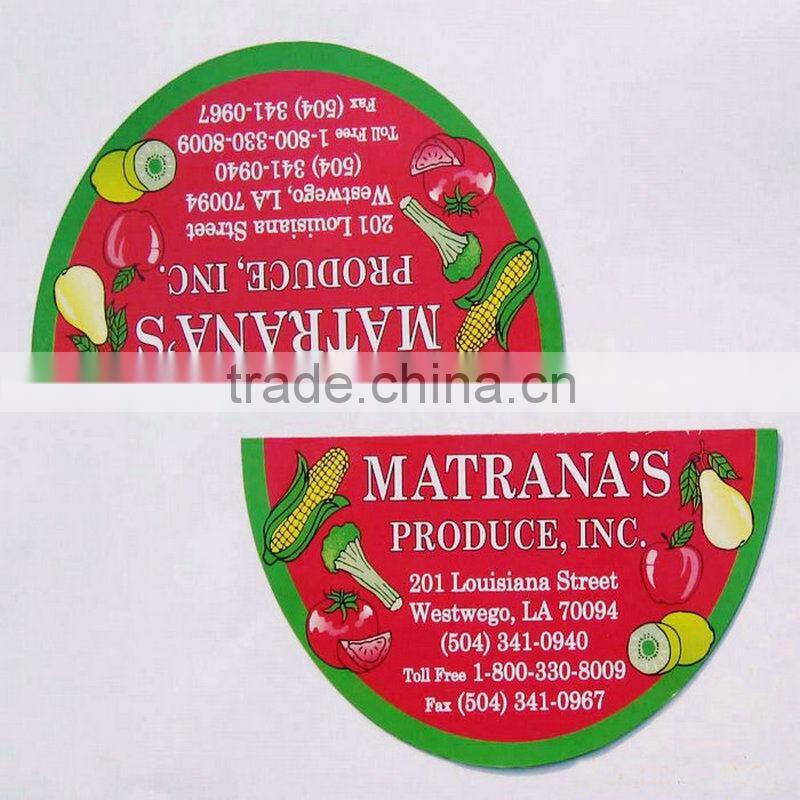 Fax (504) 341-0967
Toll Free 1-800-330-8009
(504) 341-0940
Westwego, LA 70094
201 Louisiana Street
PRODUCE, INC.
MATRANA'S
trade.china.cn
MATRANA'S
PRODUCE, INC.
201 Louisiana Street
Westwego, LA 70094
(504) 341-0940
Toll Free 1-800-330-8009
Fax (504) 341-0967